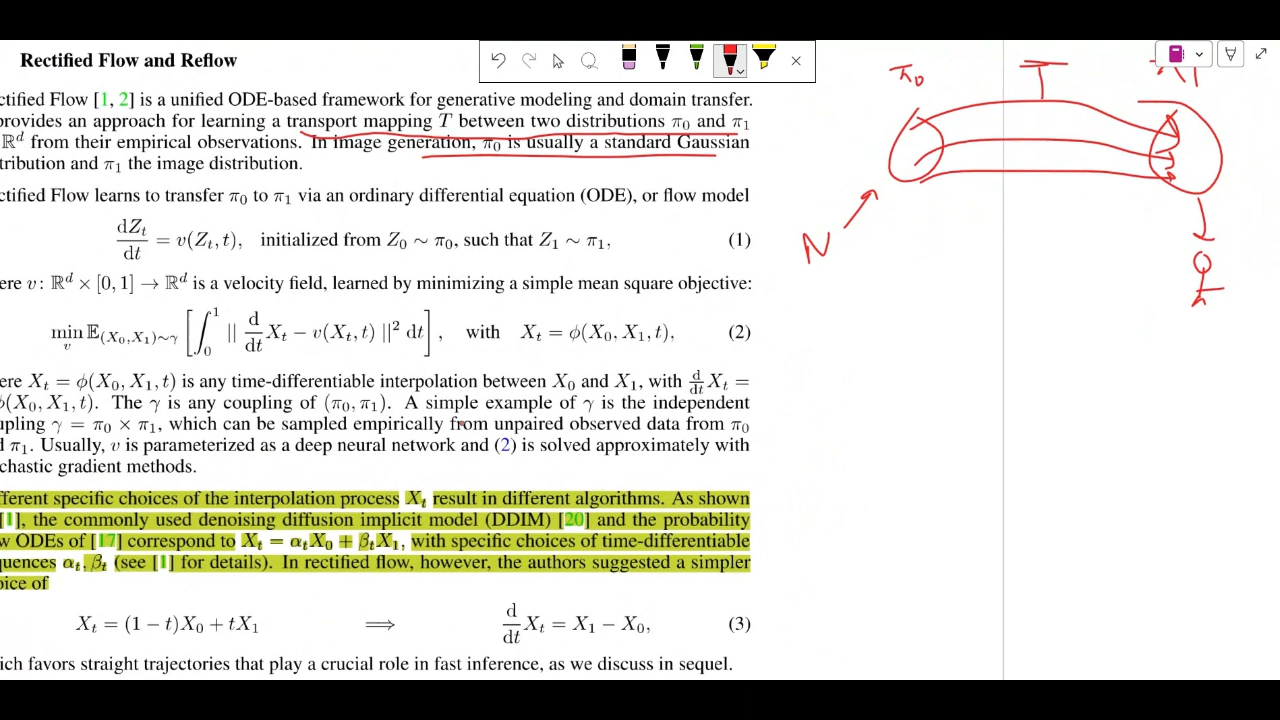 Rectified Flow and Reflow
ctified Flow [1, 2] is a unified ODE-based framework for generative modeling and domain transfer.
provides an approach for learning a transport mapping T between two distributions π0 and π1
ℝ^d from their empirical observations. In image generation, π0 is usually a standard Gaussian
tribution and π1 the image distribution.
ctified Flow learns to transfer π0 to π1 via an ordinary differential equation (ODE), or flow model
dZt/dt = v(Zt, t), initialized from Z0 ∼ π0, such that Z1 ∼ π1, (1)
ere v: ℝ^d × [0, 1] → ℝ^d is a velocity field, learned by minimizing a simple mean square objective:
min_v 𝔼(X0,X1)∼γ [∫_0^1 || d/dt Xt − v(Xt, t) ||^2 dt], with Xt = ϕ(X0, X1, t), (2)
ere Xt = ϕ(X0, X1, t) is any time-differentiable interpolation between X0 and X1, with d/dt Xt =
ϕ(X0, X1, t). The γ is any coupling of (π0, π1). A simple example of γ is the independent
upling γ = π0 × π1, which can be sampled empirically from unpaired observed data from π0
d π1. Usually, v is parameterized as a deep neural network and (2) is solved approximately with
chastic gradient methods.
fferent specific choices of the interpolation process Xt result in different algorithms. As shown
[1], the commonly used denoising diffusion implicit model (DDIM) [20] and the probability
w ODEs of [17] correspond to Xt = αtX0 + βtX1, with specific choices of time-differentiable
quences αt, βt (see [1] for details). In rectified flow, however, the authors suggested a simpler
oice of
Xt = (1 − t)X0 + tX1 ⟹ d/dt Xt = X1 − X0, (3)
ich favors straight trajectories that play a crucial role in fast inference, as we discuss in sequel.
π0
T
π1
N